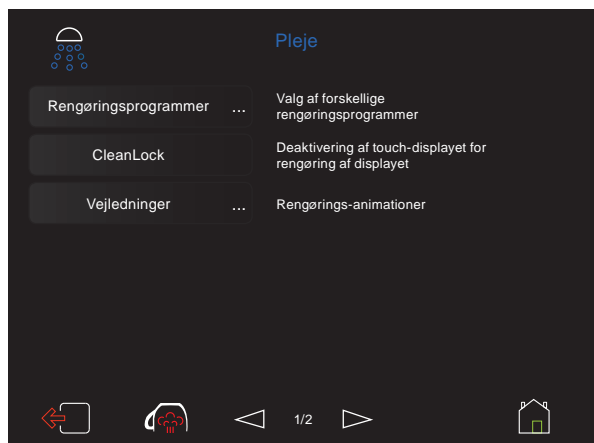 Pleje
Rengøringsprogrammer ...
Valg af forskellige
rengøringsprogrammer
CleanLock
Deaktivering af touch-displayet for
rengøring af displayet
Vejledninger ...
Rengørings-animationer
1/2